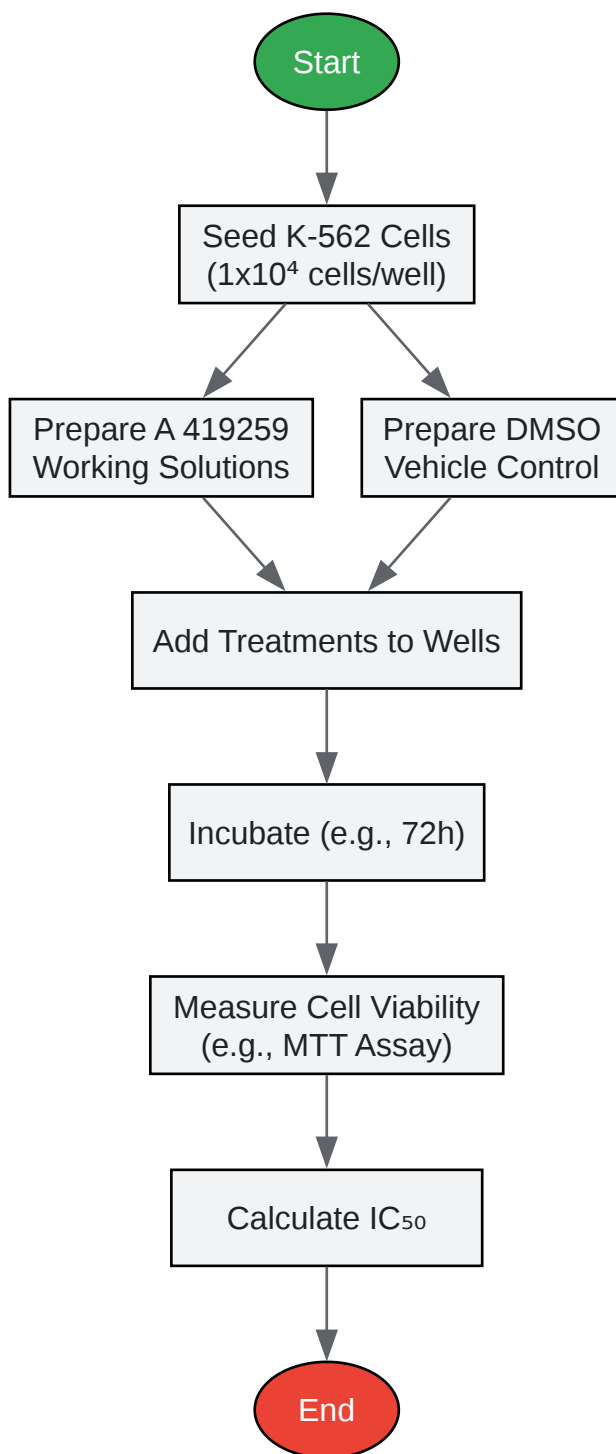 Start
Seed K-562 Cells
(1x10⁴ cells/well)
Prepare A 419259
Working Solutions
Prepare DMSO
Vehicle Control
Add Treatments to Wells
Incubate (e.g., 72h)
Measure Cell Viability
(e.g., MTT Assay)
Calculate IC₅₀
End